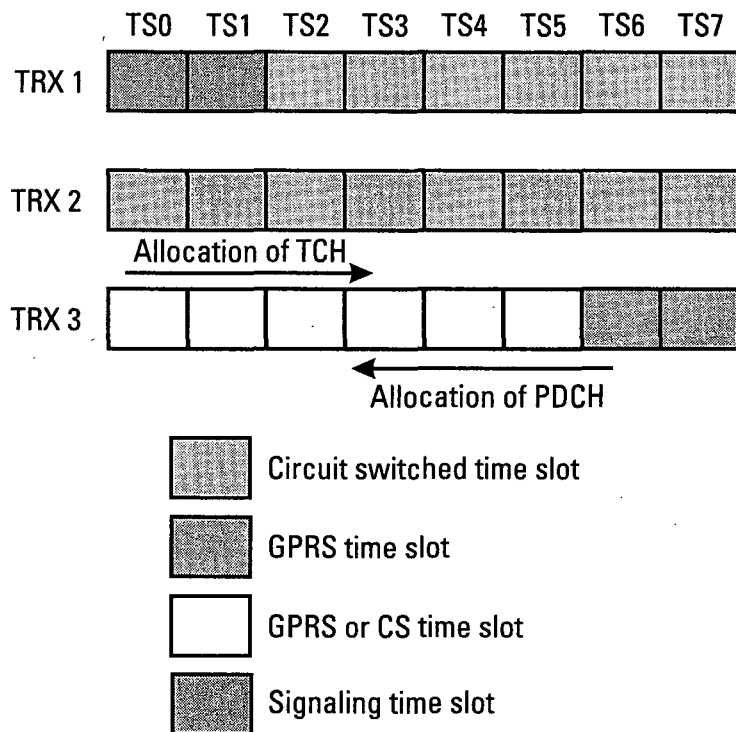 TS0 TS1 TS2 TS3 TS4 TS5 TS6 TS7
TRX 1
TRX 2
Allocation of TCH
TRX 3
Allocation of PDCH
Circuit switched time slot
GPRS time slot
GPRS or CS time slot
Signaling time slot